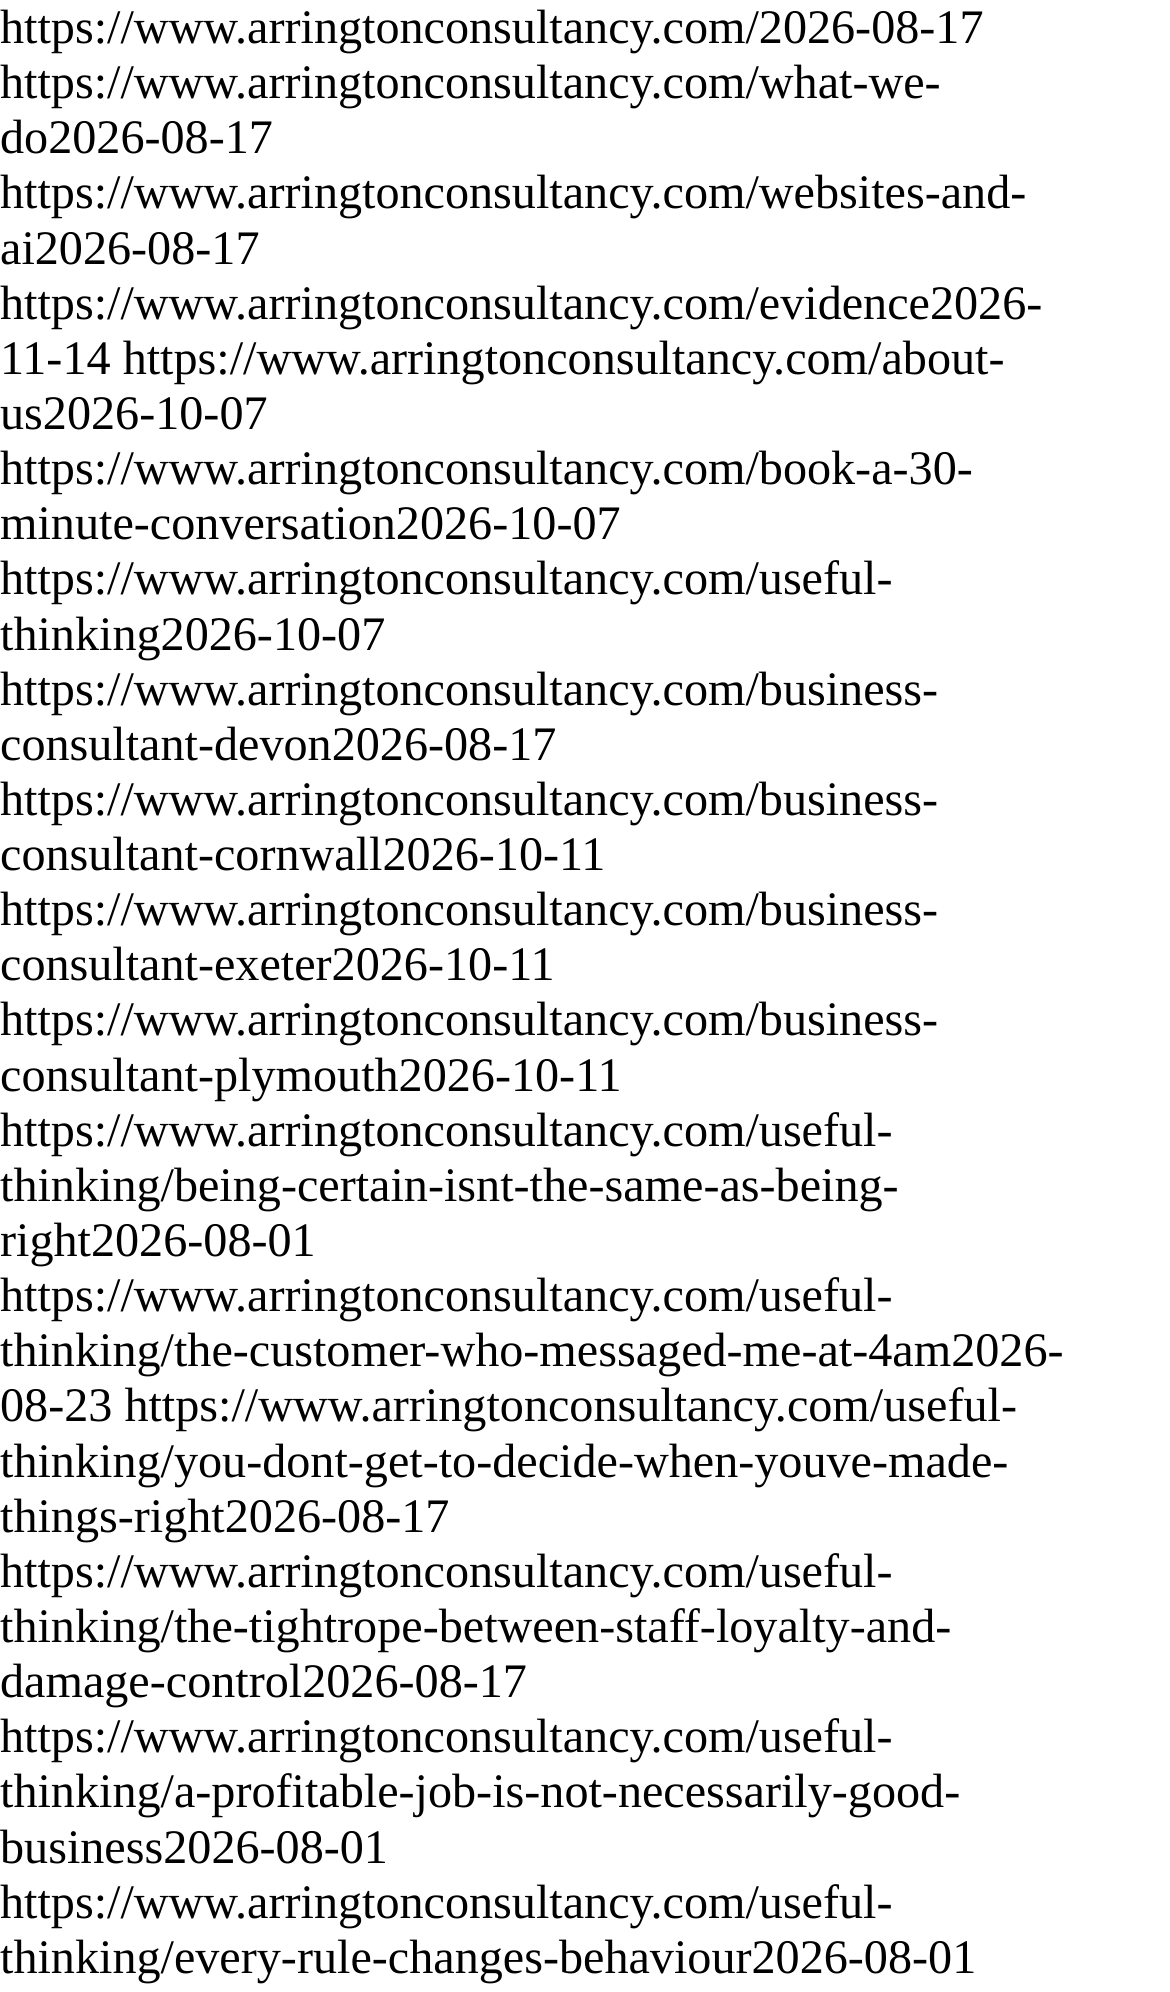 https://www.arringtonconsultancy.com/2026-08-17
https://www.arringtonconsultancy.com/what-we-
do2026-08-17
https://www.arringtonconsultancy.com/websites-and-
ai2026-08-17
https://www.arringtonconsultancy.com/evidence2026-
11-14 https://www.arringtonconsultancy.com/about-
us2026-10-07
https://www.arringtonconsultancy.com/book-a-30-
minute-conversation2026-10-07
https://www.arringtonconsultancy.com/useful-
thinking2026-10-07
https://www.arringtonconsultancy.com/business-
consultant-devon2026-08-17
https://www.arringtonconsultancy.com/business-
consultant-cornwall2026-10-11
https://www.arringtonconsultancy.com/business-
consultant-exeter2026-10-11
https://www.arringtonconsultancy.com/business-
consultant-plymouth2026-10-11
https://www.arringtonconsultancy.com/useful-
thinking/being-certain-isnt-the-same-as-being-
right2026-08-01
https://www.arringtonconsultancy.com/useful-
thinking/the-customer-who-messaged-me-at-4am2026-
08-23 https://www.arringtonconsultancy.com/useful-
thinking/you-dont-get-to-decide-when-youve-made-
things-right2026-08-17
https://www.arringtonconsultancy.com/useful-
thinking/the-tightrope-between-staff-loyalty-and-
damage-control2026-08-17
https://www.arringtonconsultancy.com/useful-
thinking/a-profitable-job-is-not-necessarily-good-
business2026-08-01
https://www.arringtonconsultancy.com/useful-
thinking/every-rule-changes-behaviour2026-08-01